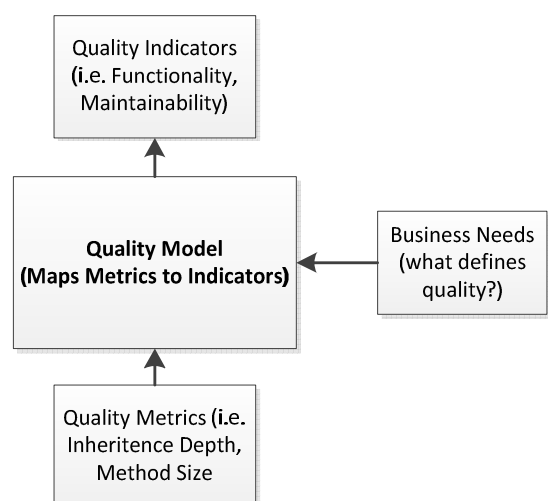 Quality Indicators
(i.e. Functionality,
Maintainability)
Quality Model
(Maps Metrics to Indicators)
Business Needs
(what defines
quality?)
Quality Metrics (i.e.
Inheritence Depth,
Method Size